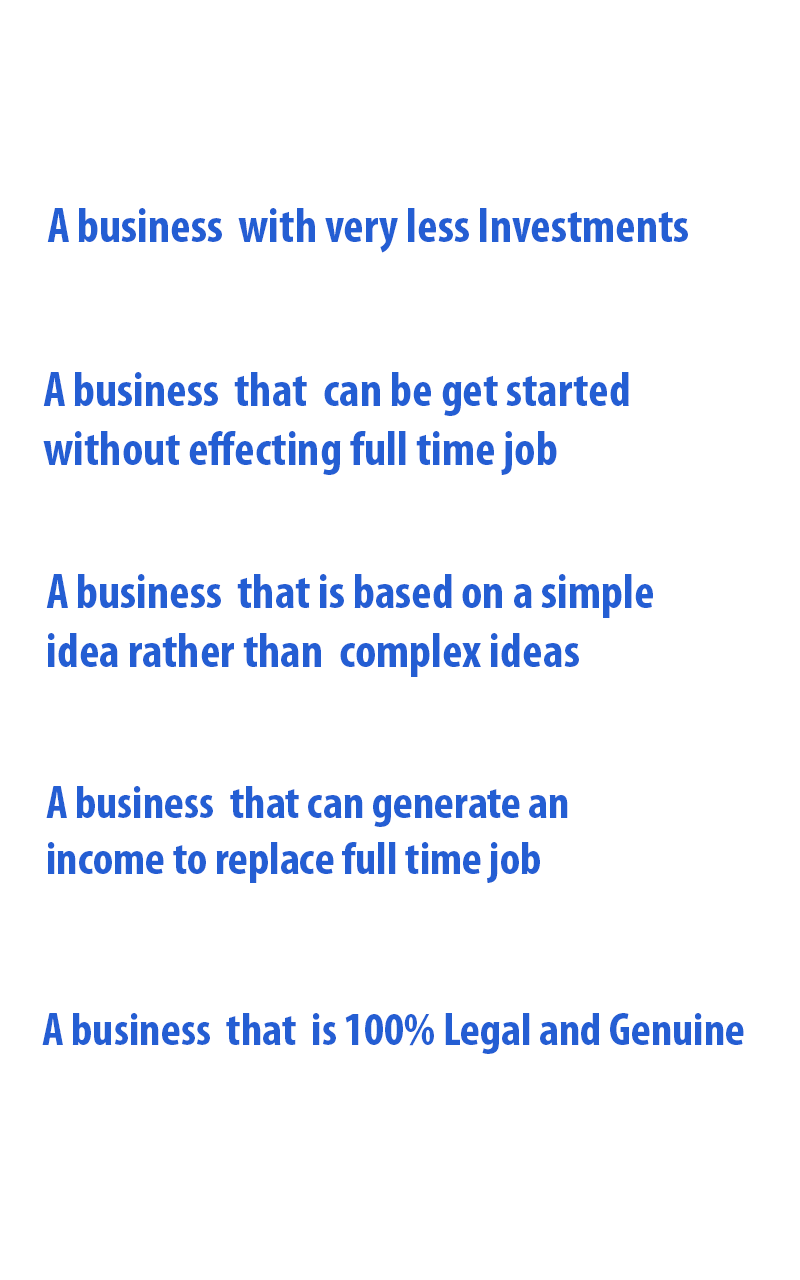 A business with very less Investments
A business that can be get started
without effecting full time job
A business that is based on a simple
idea rather than complex ideas
A business that can generate an
income to replace full time job
A business that is 100% Legal and Genuine